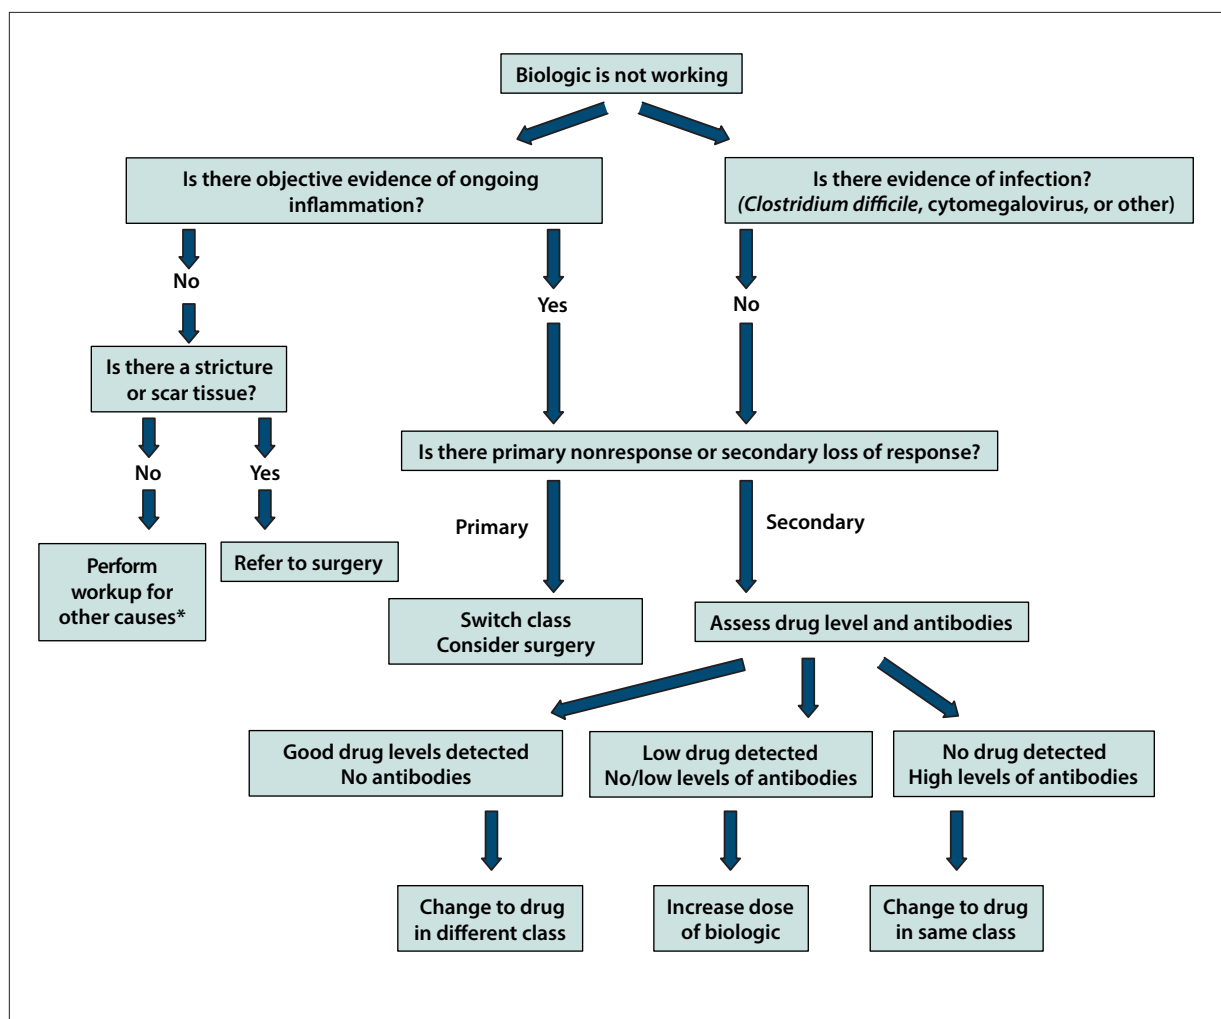 Biologic is not working
Is there objective evidence of ongoing
inflammation?
Is there evidence of infection?
(Clostridium difficile, cytomegalovirus, or other)
No
Yes
No
Is there a stricture
or scar tissue?
Is there primary nonresponse or secondary loss of response?
No
Yes
Primary
Secondary
Perform
workup for
other causes*
Refer to surgery
Switch class
Consider surgery
Assess drug level and antibodies
Good drug levels detected
No antibodies
Low drug detected
No/low levels of antibodies
No drug detected
High levels of antibodies
Change to drug
in different class
Increase dose
of biologic
Change to drug
in same class